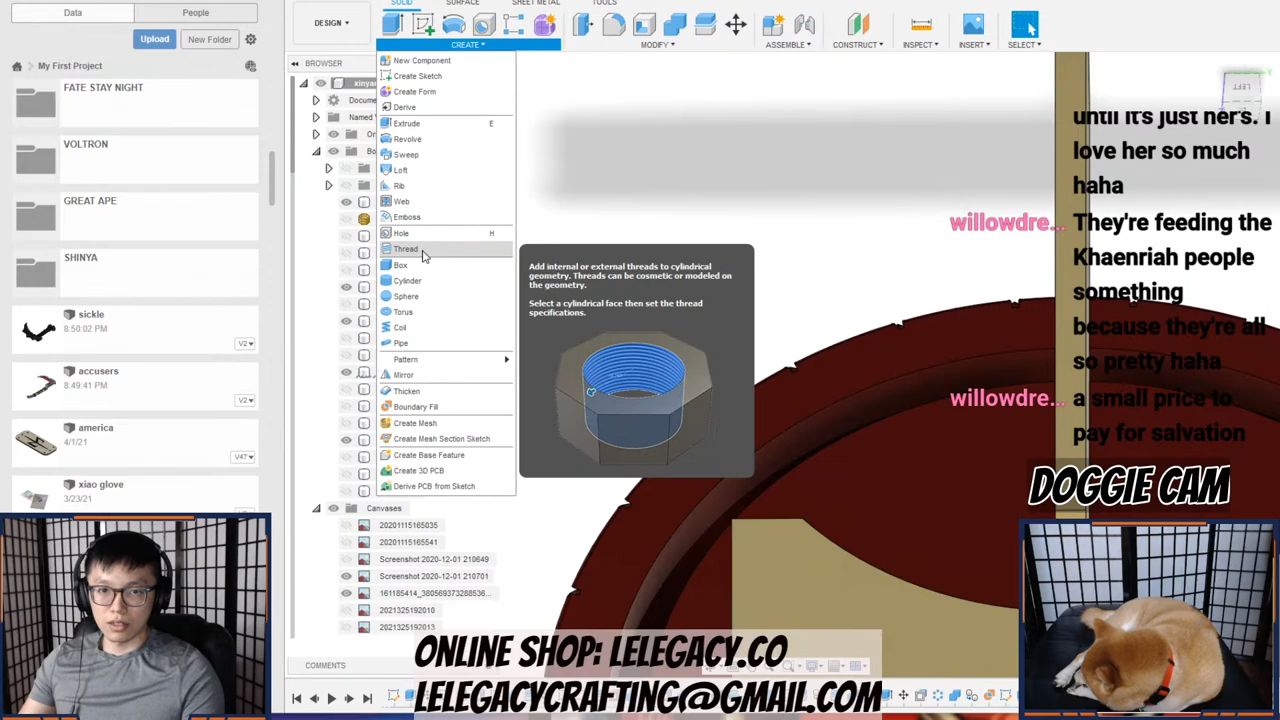 Data
People
SOLID
SURFACE
SHEET METAL
TOOLS
Upload
New Folder
DESIGN
CREATE
MODIFY
ASSEMBLE
CONSTRUCT
INSPECT
INSERT
SELECT
My First Project
FATE STAY NIGHT
VOLTRON
GREAT APE
SHINYA
sickle
8:50:02 PM
V2
accusers
8:49:41 PM
V2
america
4/1/21
V47
xiao glove
3/23/21
BROWSER
New Component
Create Sketch
Create Form
Derive
Extrude E
Revolve
Sweep
Loft
Rib
Web
Emboss
Hole H
Thread
Box
Cylinder
Sphere
Torus
Coil
Pipe
Pattern
Mirror
Thicken
Boundary Fill
Create Mesh
Create Mesh Section Sketch
Create Base Feature
Create 3D PCB
Derive PCB from Sketch
Add internal or external threads to cylindrical
geometry. Threads can be cosmetic or modeled on
the geometry.
Select a cylindrical face then set the thread
specifications.
Canvases
20201115165035
20201115165541
Screenshot 2020-12-01 210649
Screenshot 2020-12-01 210701
161185414_380569373288536...
2021325192010
2021325192013
COMMENTS
LEFT
until it's just her's. I
love her so much
haha
willowdre... They're feeding the
Khaenriah people
something
because they're all
so pretty haha
willowdre... a small price to
pay for salvation
DOGGIE CAM
ONLINE SHOP: LELEGACY.CO
LELEGACYCRAFTING@GMAIL.COM